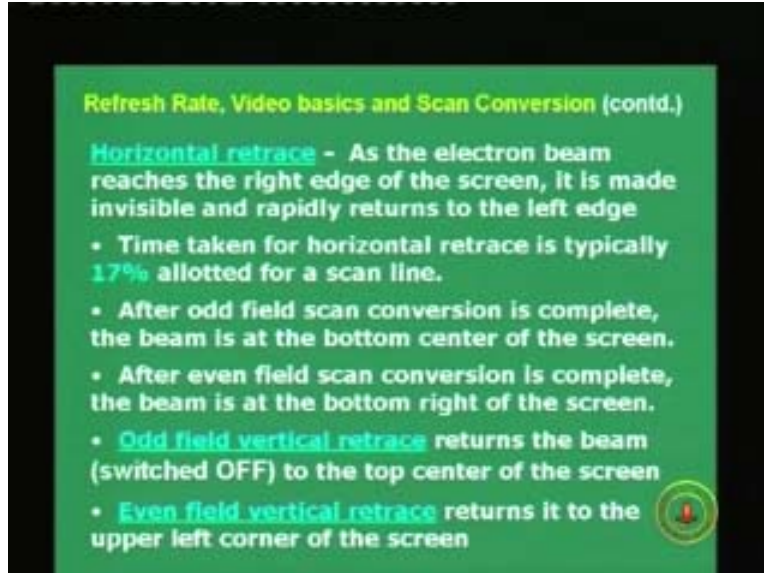 Refresh Rate, Video basics and Scan Conversion (contd.)
Horizontal retrace – As the electron beam
reaches the right edge of the screen, it is made
invisible and rapidly returns to the left edge
• Time taken for horizontal retrace is typically
17% allotted for a scan line.
• After odd field scan conversion is complete,
the beam is at the bottom center of the screen.
• After even field scan conversion is complete,
the beam is at the bottom right of the screen.
• Odd field vertical retrace returns the beam
(switched OFF) to the top center of the screen
• Even field vertical retrace returns it to the
upper left corner of the screen